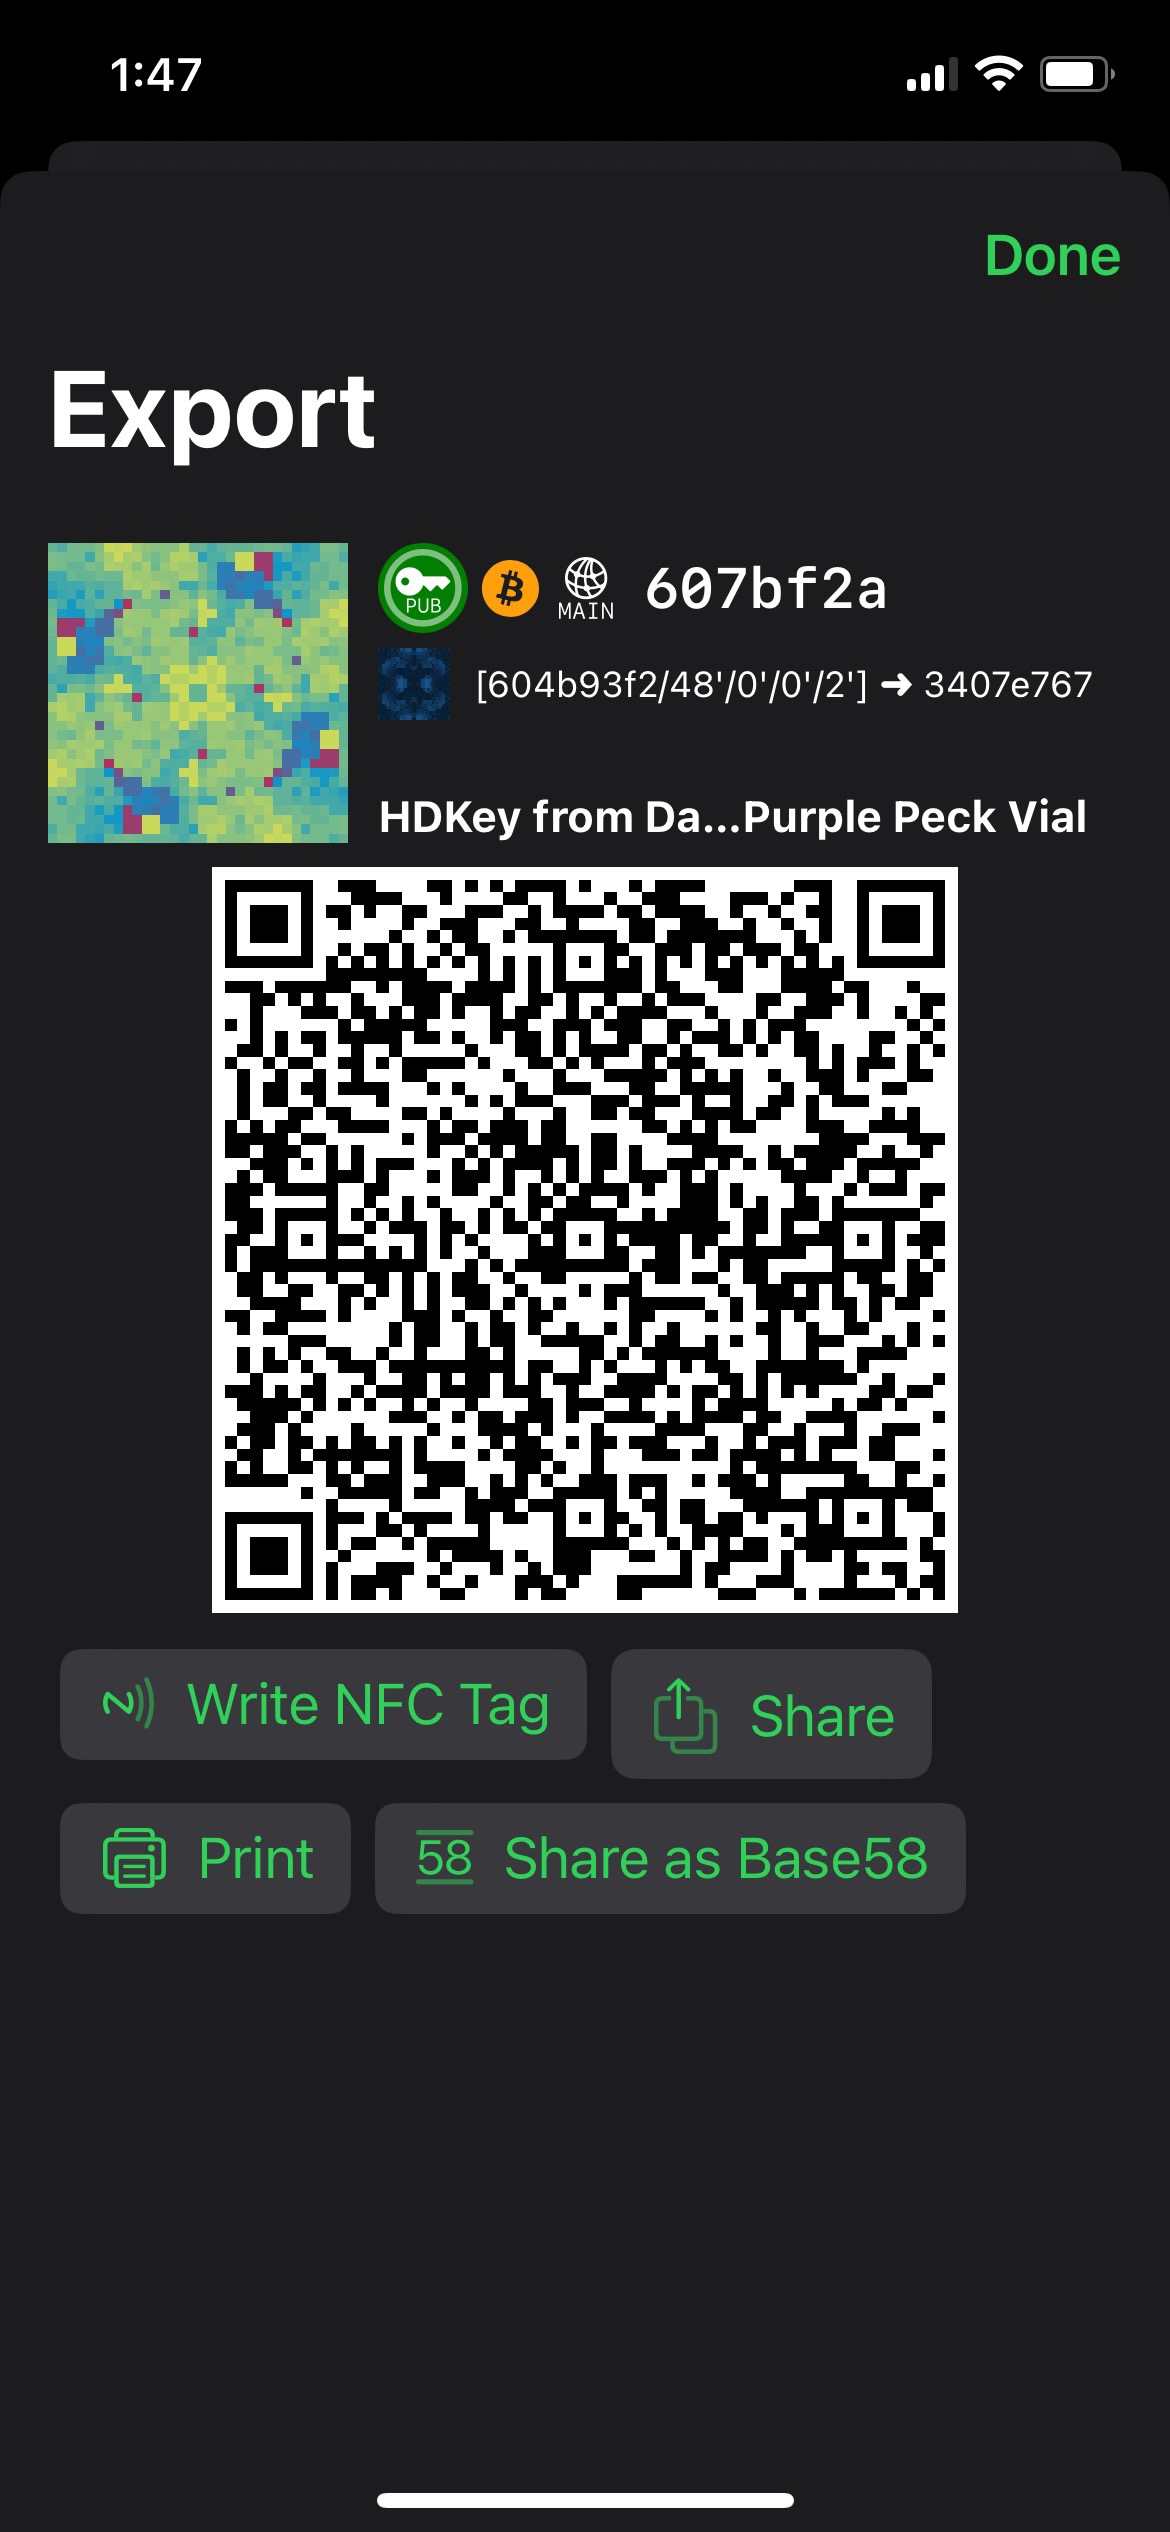 1:47
Done
Export
PUB MAIN 607bf2a
[604b93f2/48'/0'/0'/2'] ➜ 3407e767
HDKey from Da...Purple Peck Vial
Write NFC Tag
Share
Print
58 Share as Base58